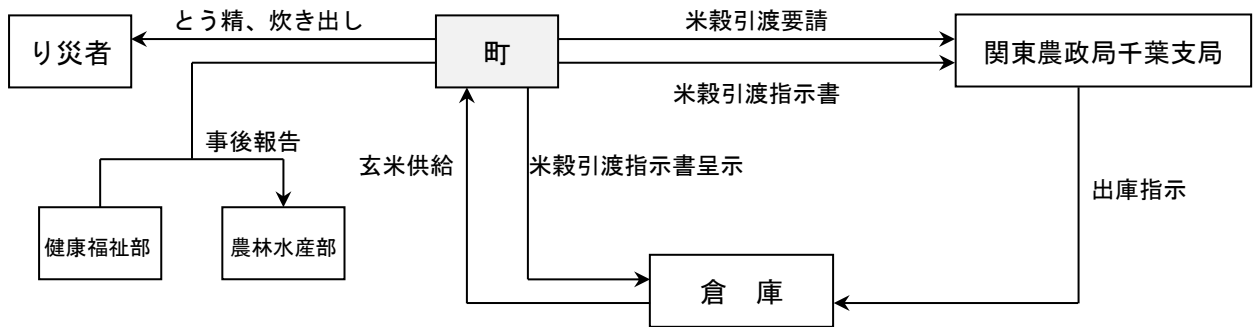 とう精、炊き出し
米穀引渡要請
り災者
町
関東農政局千葉支局
米穀引渡指示書
事後報告
玄米供給
米穀引渡指示書呈示
出庫指示
健康福祉部
農林水産部
倉　庫